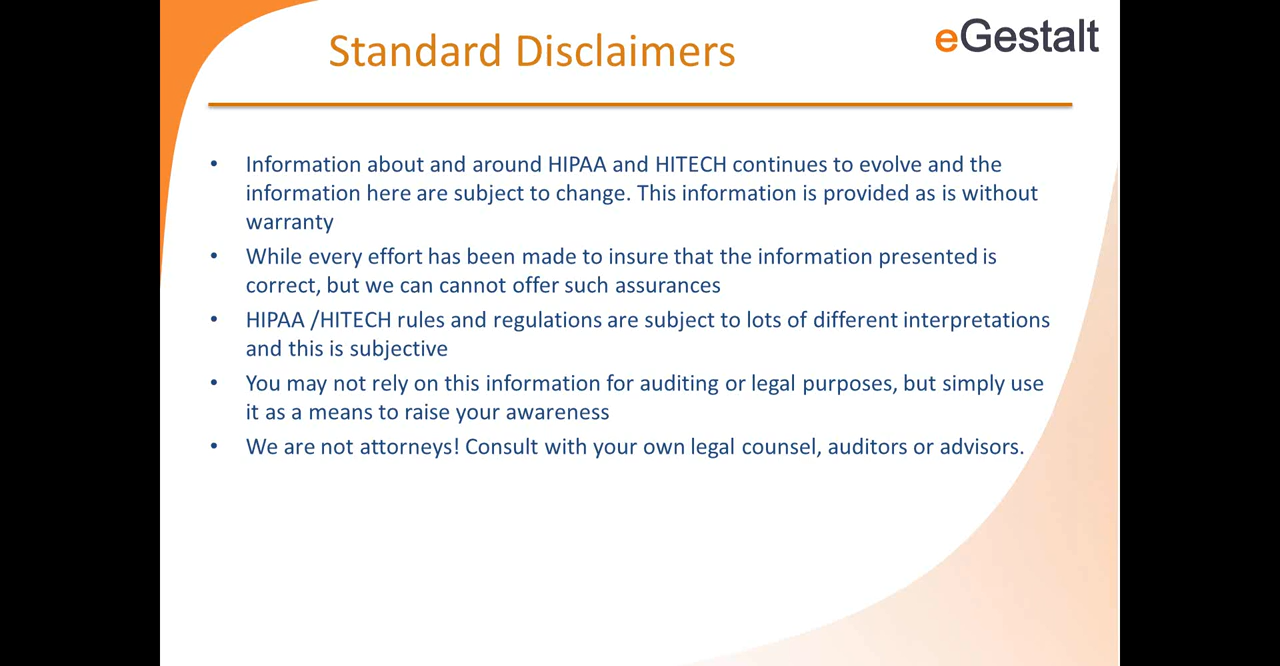 Standard Disclaimers
eGestalt
• Information about and around HIPAA and HITECH continues to evolve and the
information here are subject to change. This information is provided as is without
warranty
• While every effort has been made to insure that the information presented is
correct, but we can cannot offer such assurances
• HIPAA /HITECH rules and regulations are subject to lots of different interpretations
and this is subjective
• You may not rely on this information for auditing or legal purposes, but simply use
it as a means to raise your awareness
• We are not attorneys! Consult with your own legal counsel, auditors or advisors.